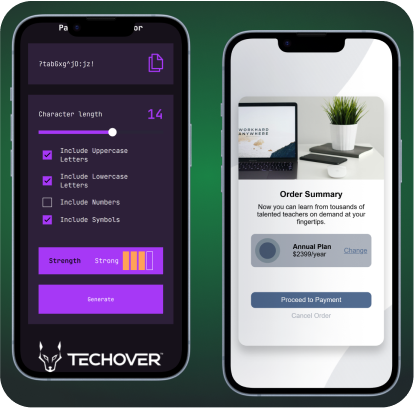 Pa or
?tabGxg^jO:jz!
Character length 14
Include Uppercase
Letters
Include Lowercase
Letters
Include Numbers
Include Symbols
Strength Strong
Generate
TECHOVER
WORKHARD
ANYWHERE
Order Summary
Now you can learn from tousands of
talented teachers on demand at your
fingertips.
Annual Plan
$2399/year
Change
Proceed to Payment
Cancel Order